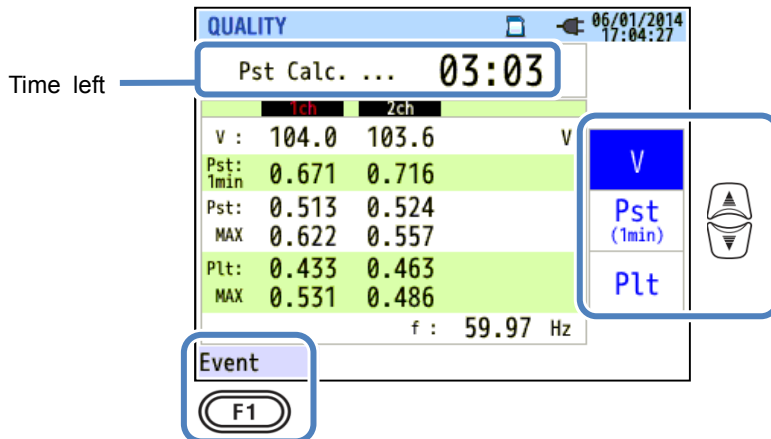 QUALITY 06/01/2014
17:04:27
Time left
Pst Calc. ... 03:03
1ch 2ch
V : 104.0 103.6 V
Pst:
1min 0.671 0.716
Pst: 0.513 0.524
MAX 0.622 0.557
Plt: 0.433 0.463
MAX 0.531 0.486
f : 59.97 Hz
V
Pst
(1min)
Plt
Event
F1